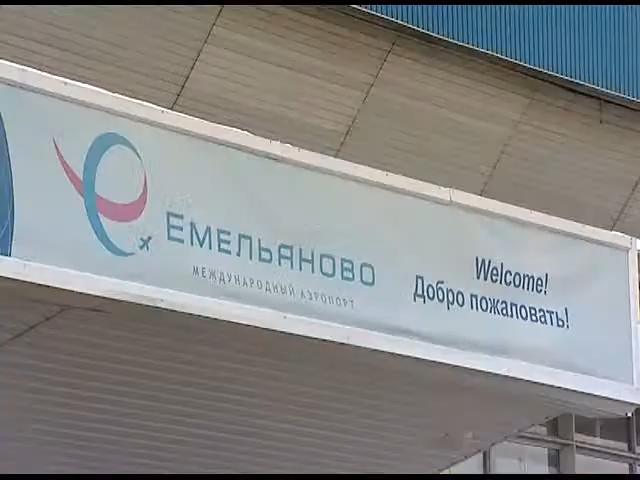 Емельяново
международный аэропорт
Welcome!
Добро пожаловать!